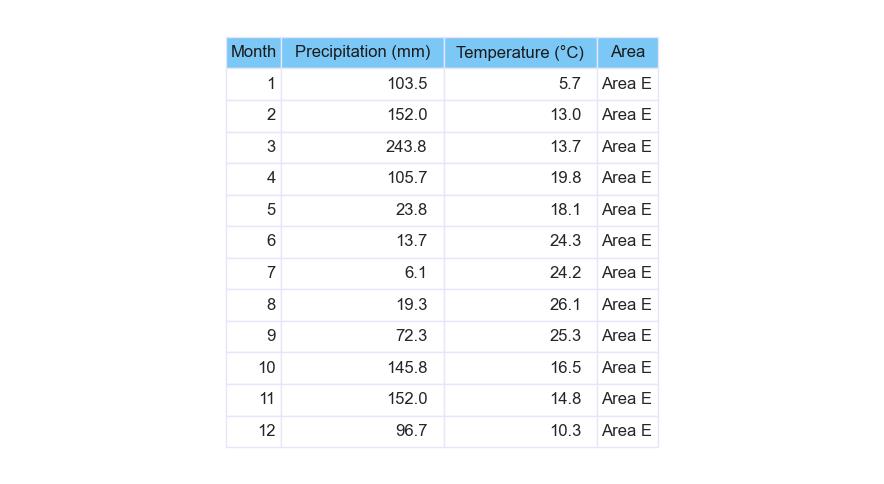 Month Precipitation (mm) Temperature (°C) Area
1 103.5 5.7 Area E
2 152.0 13.0 Area E
3 243.8 13.7 Area E
4 105.7 19.8 Area E
5 23.8 18.1 Area E
6 13.7 24.3 Area E
7 6.1 24.2 Area E
8 19.3 26.1 Area E
9 72.3 25.3 Area E
10 145.8 16.5 Area E
11 152.0 14.8 Area E
12 96.7 10.3 Area E